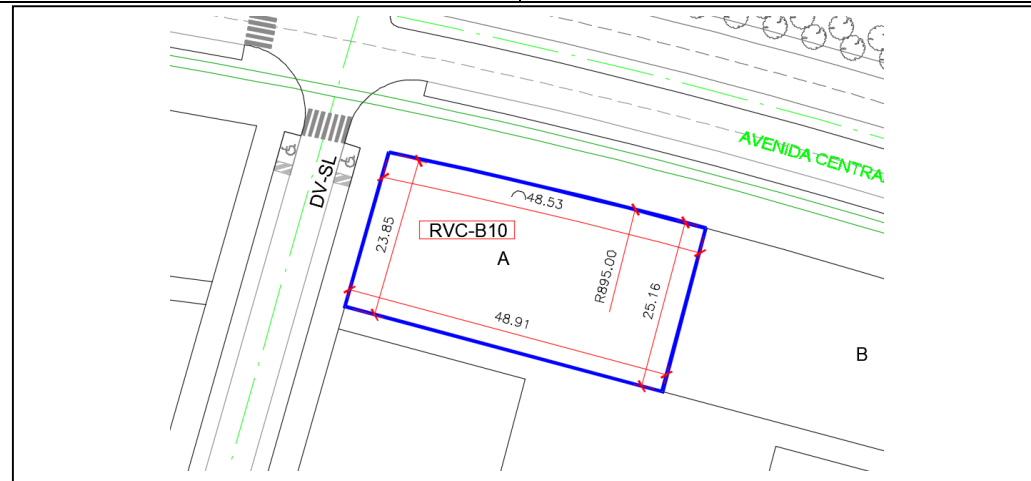 AVENIDA CENTRA
DV-SL
48.53
23.85
RVC-B10
A
R895.00
25.16
48.91
B